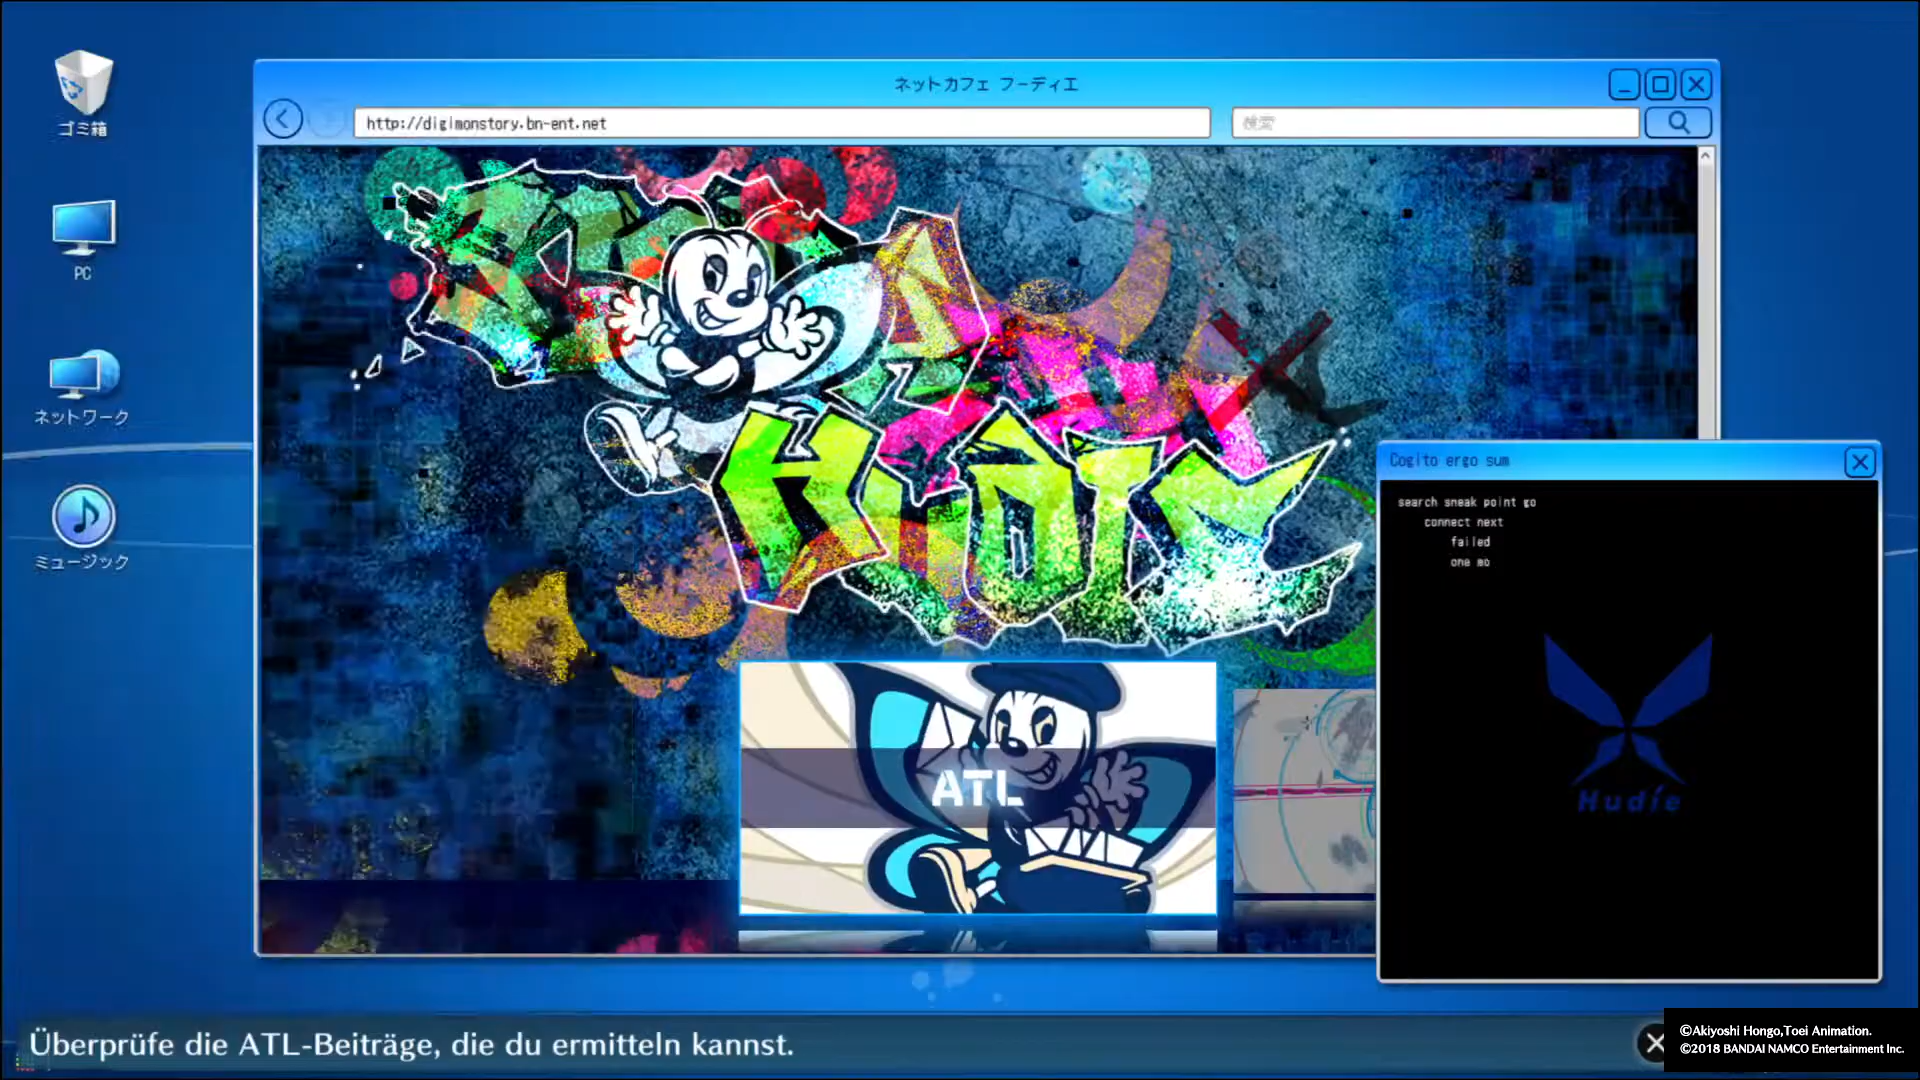 ゴミ箱
PC
ネットワーク
ミュージック
ネットカフェ フーディエ
http://digimonstory.bn-ent.net
検索
HUDIE
ATL
Cogito ergo sum
search sneak point go
connect next
failed
one mo
Hudie
Überprüfe die ATL-Beiträge, die du ermitteln kannst.
©Akiyoshi Hongo,Toei Animation.
©2018 BANDAI NAMCO Entertainment Inc.